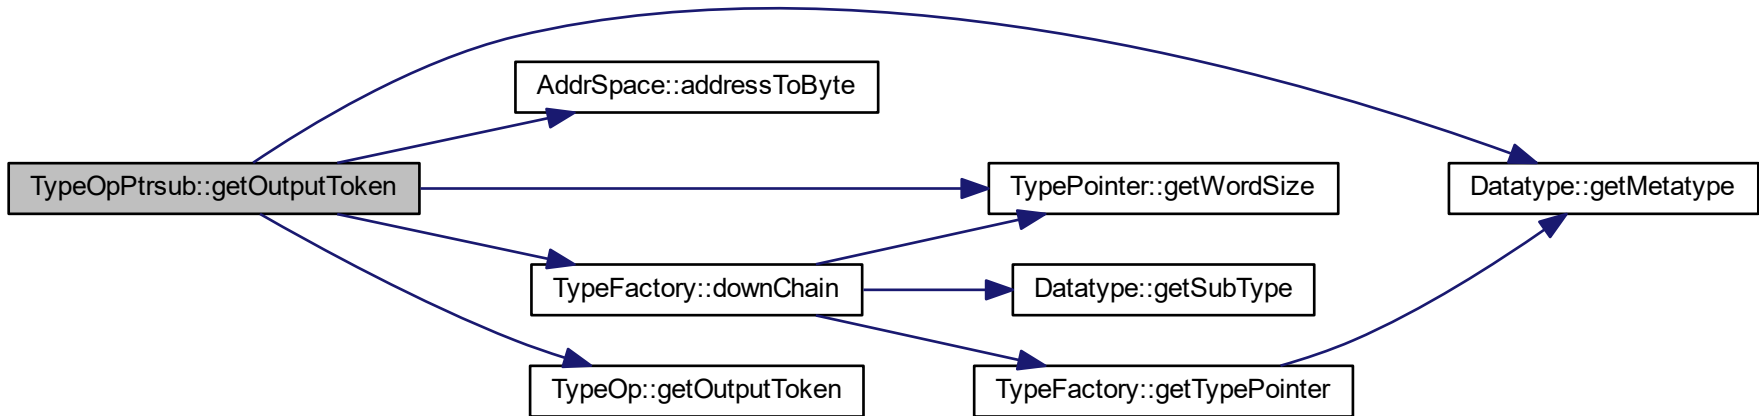 TypeOpPtrsub::getOutputToken
AddrSpace::addressToByte
TypePointer::getWordSize
Datatype::getMetatype
TypeFactory::downChain
Datatype::getSubType
TypeOp::getOutputToken
TypeFactory::getTypePointer